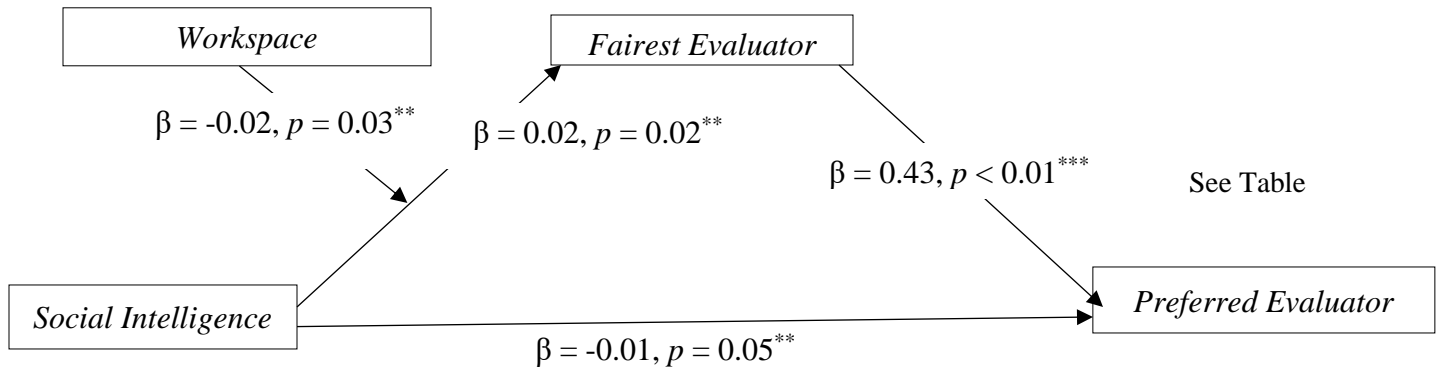 Workspace
Fairest Evaluator
β = -0.02, p = 0.03**
β = 0.02, p = 0.02**
β = 0.43, p < 0.01***
See Table
Social Intelligence
Preferred Evaluator
β = -0.01, p = 0.05**